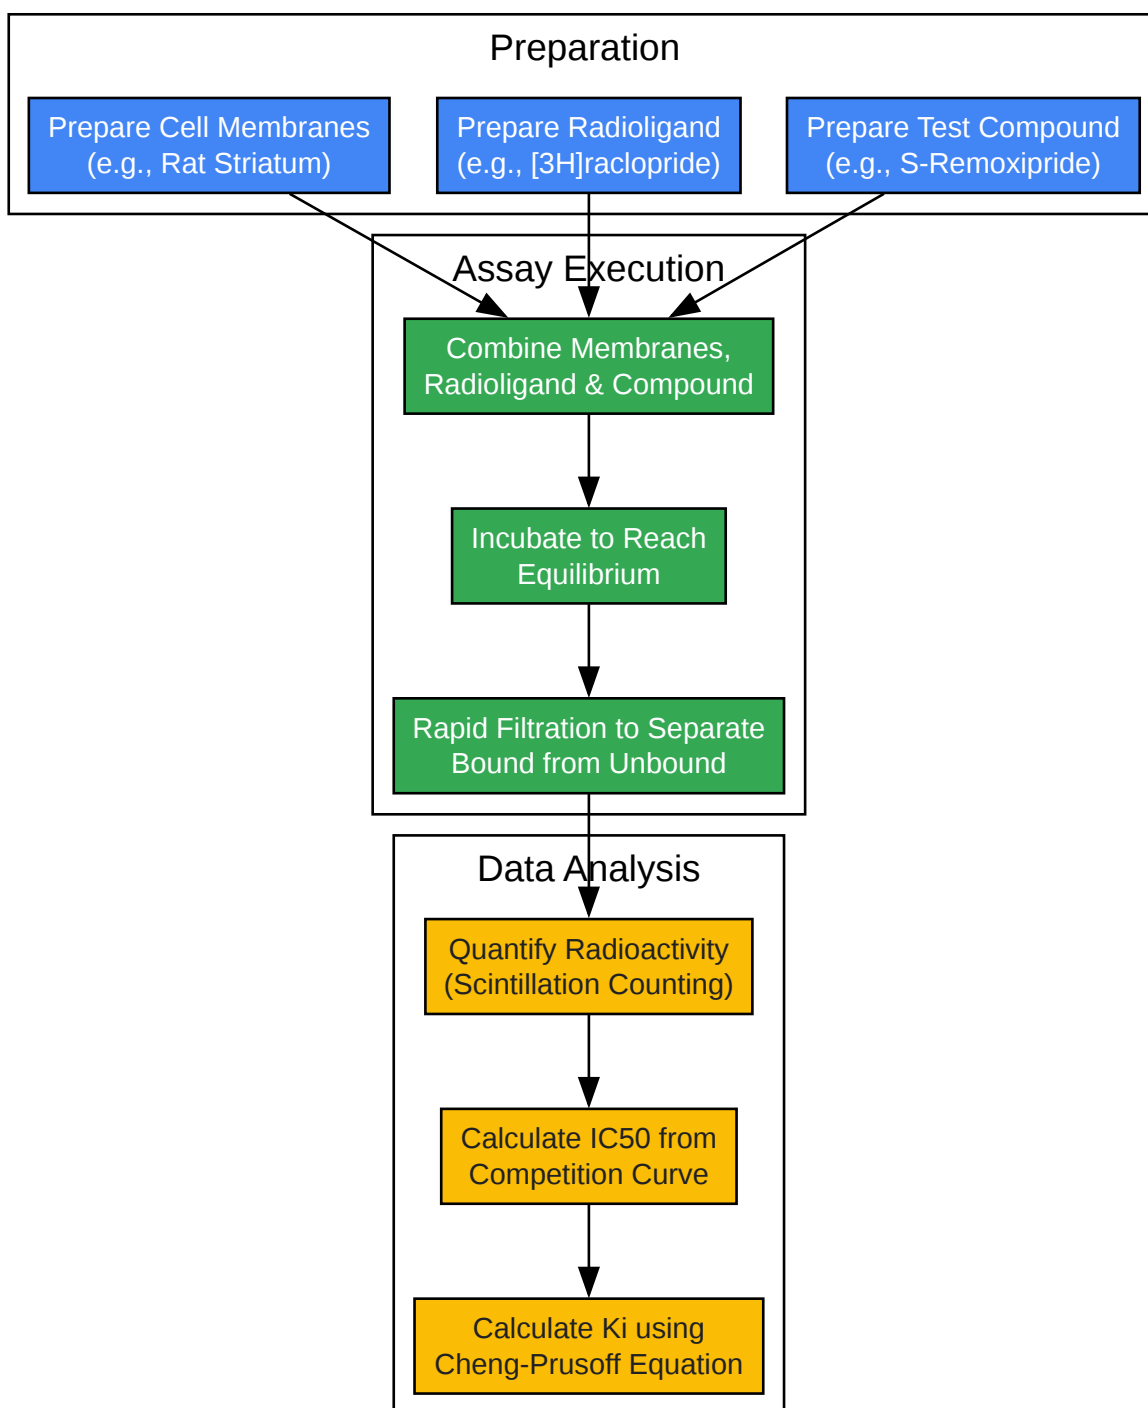 Preparation
Prepare Cell Membranes
(e.g., Rat Striatum)
Prepare Radioligand
(e.g., [3H]raclopride)
Prepare Test Compound
(e.g., S-Remoxipride)
Assay Execution
Combine Membranes,
Radioligand & Compound
Incubate to Reach
Equilibrium
Rapid Filtration to Separate
Bound from Unbound
Data Analysis
Quantify Radioactivity
(Scintillation Counting)
Calculate IC50 from
Competition Curve
Calculate Ki using
Cheng-Prusoff Equation